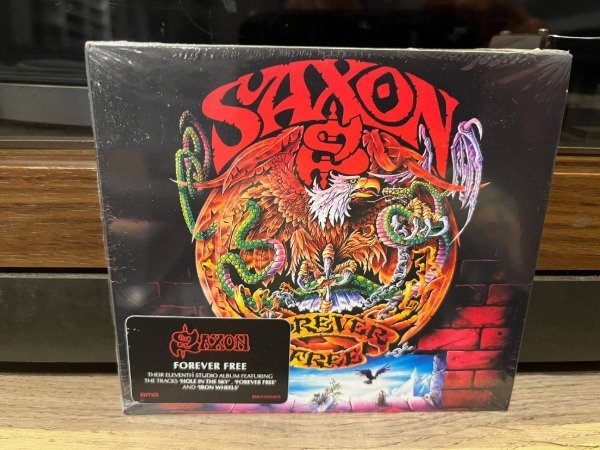 SAXON
FOREVER
FREE
SAXON
FOREVER FREE
THEIR ELEVENTH STUDIO ALBUM FEATURING
THE TRACKS 'HOLE IN THE SKY', 'FOREVER FREE'
AND 'IRON WHEELS'
BMG